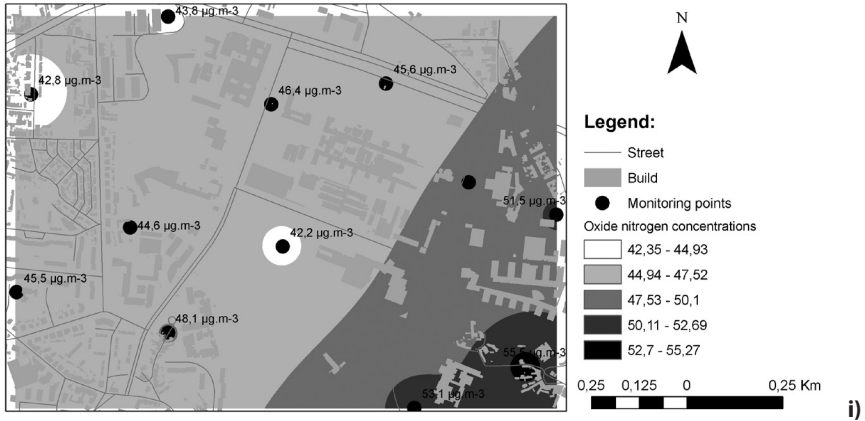 43,8 µg.m-3
42,8 µg.m-3
46,4 µg.m-3
45,6 µg.m-3
51,5 µg.m-3
44,6 µg.m-3
42,2 µg.m-3
45,5 µg.m-3
48,1 µg.m-3
53,1 µg.m-3
N
Legend:
Street
Build
Monitoring points
Oxide nitrogen concentrations
42,35 - 44,93
44,94 - 47,52
47,53 - 50,1
50,11 - 52,69
52,7 - 55,27
0,25 0,125 0 0,25 Km
i)